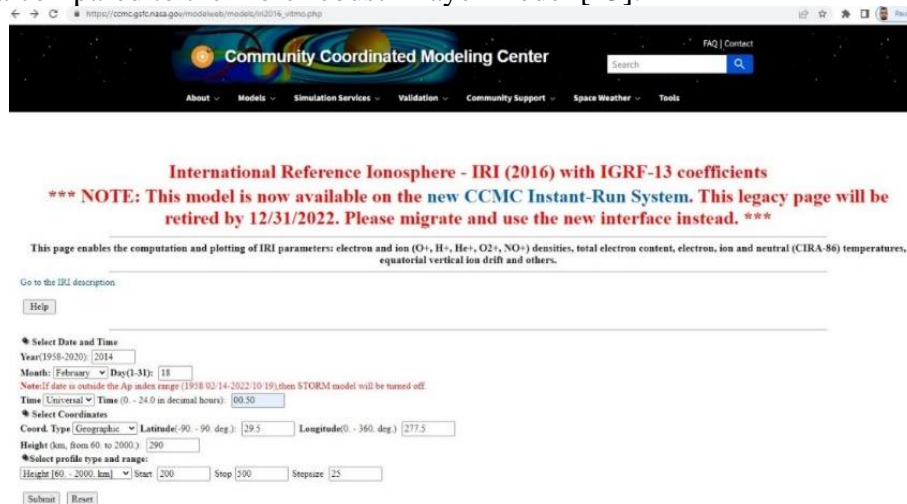 https://ccmc.gsfc.nasa.gov/modelweb/models/iri2016_vitmo.php
Community Coordinated Modeling Center
FAQ | Contact
Search
About Models Simulation Services Validation Community Support Space Weather Tools
International Reference Ionosphere - IRI (2016) with IGRF-13 coefficients
*** NOTE: This model is now available on the new CCMC Instant-Run System. This legacy page will be
retired by 12/31/2022. Please migrate and use the new interface instead. ***
This page enables the computation and plotting of IRI parameters: electron and ion (O+, H+, He+, O2+, NO+) densities, total electron content, electron, ion and neutral (CIRA-86) temperatures,
equatorial vertical ion drift and others.
Go to the IRI description
Help
Select Date and Time
Year(1958-2020): 2014
Month: February Day(1-31): 18
Note:If date is outside the Ap index range (1958/02/14-2022/10/19),then STORM model will be turned off.
Time Universal Time (0. - 24.0 in decimal hours): 00.50
Select Coordinates
Coord. Type Geographic Latitude(-90. - 90. deg.): 29.5 Longitude(0. - 360. deg.) 277.5
Height (km, from 60. to 2000.): 290
Select profile type and range:
Height [60. - 2000. km] Start 200 Stop 500 Stepsize 25
Submit Reset